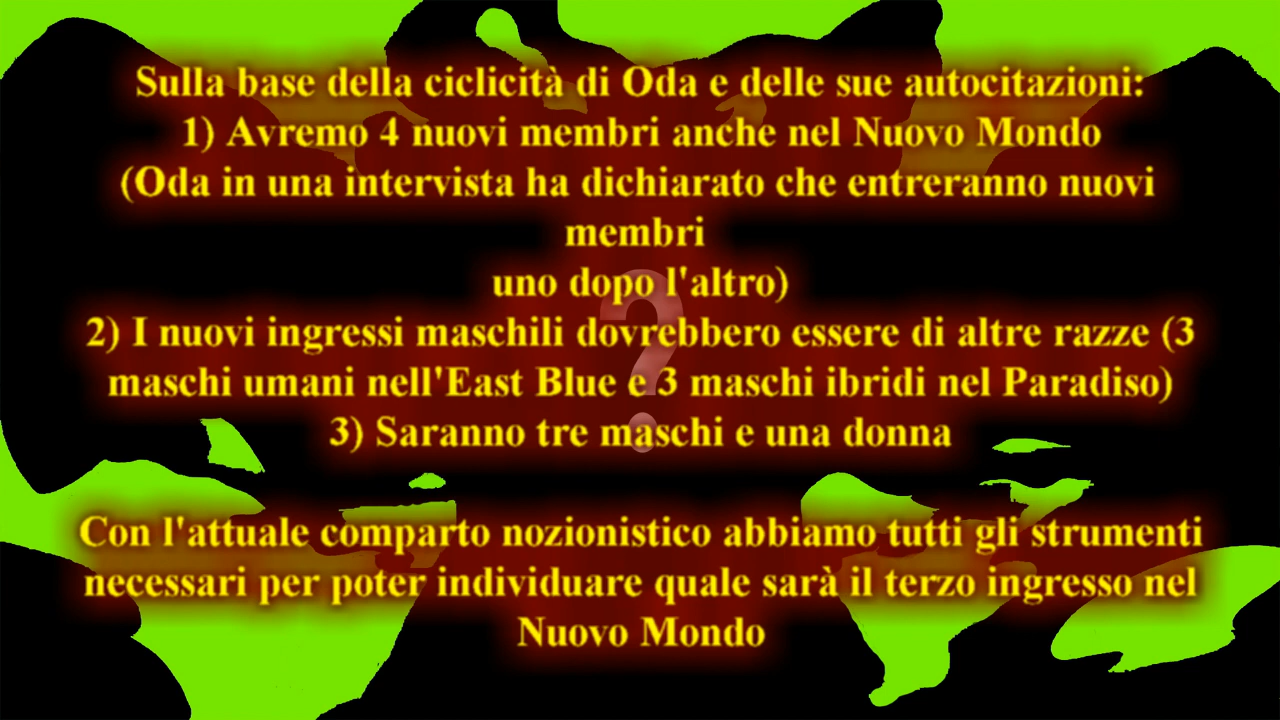 Sulla base della ciclicità di Oda e delle sue autocitazioni:
1) Avremo 4 nuovi membri anche nel Nuovo Mondo
(Oda in una intervista ha dichiarato che entreranno nuovi
membri
uno dopo l'altro)
2) I nuovi ingressi maschili dovrebbero essere di altre razze (3
maschi umani nell'East Blue e 3 maschi ibridi nel Paradiso)
3) Saranno tre maschi e una donna
Con l'attuale comparto nozionistico abbiamo tutti gli strumenti
necessari per poter individuare quale sarà il terzo ingresso nel
Nuovo Mondo